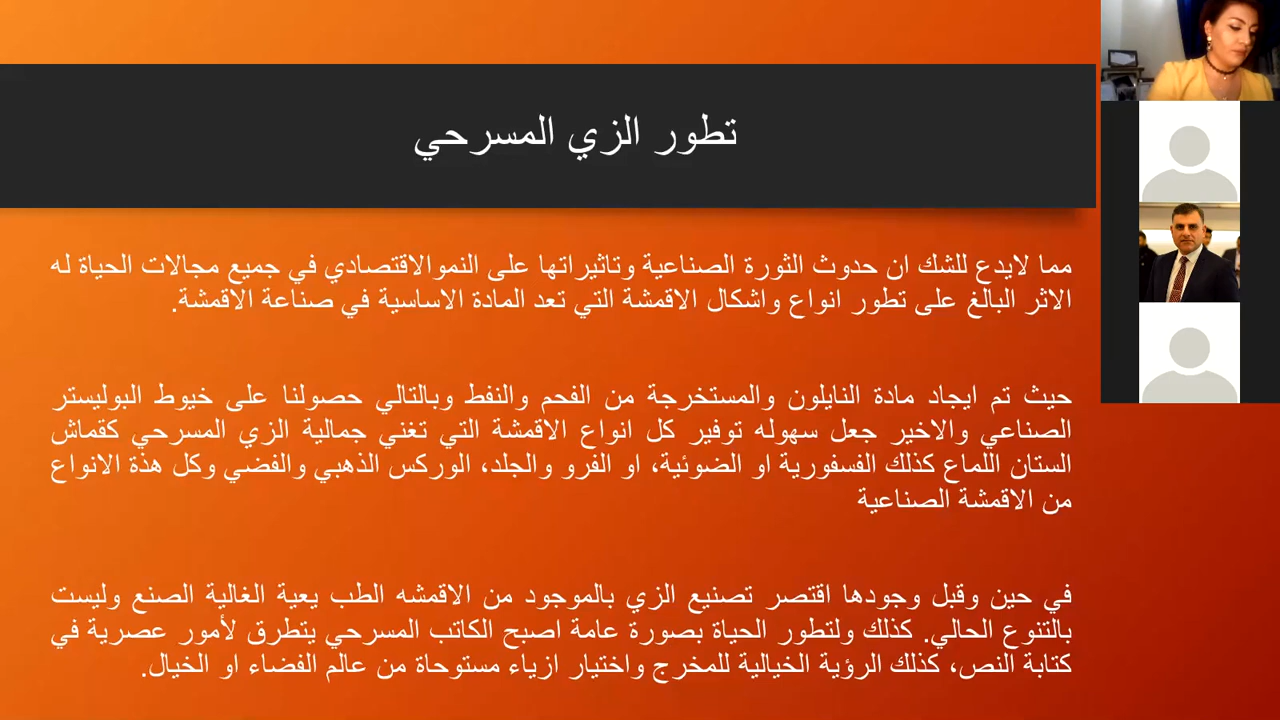 تطور الزي المسرحي
مما لايدع للشك ان حدوث الثورة الصناعية وتاثيراتها على النموالاقتصادي في جميع مجالات الحياة له
الاثر البالغ على تطور انواع واشكال الاقمشة التي تعد المادة الاساسية في صناعة الاقمشة.
حيث تم ايجاد مادة النايلون والمستخرجة من الفحم والنفط وبالتالي حصولنا على خيوط البوليستر
الصناعي والاخير جعل سهوله توفير كل انواع الاقمشة التي تغني جمالية الزي المسرحي كقماش
الستان اللماع كذلك الفسفورية او الضوئية، او الفرو والجلد، الوركس الذهبي والفضي وكل هذة الانواع
من الاقمشة الصناعية
في حين وقبل وجودها اقتصر تصنيع الزي بالموجود من الاقمشه الطب يعية الغالية الصنع وليست
بالتنوع الحالي. كذلك ولتطور الحياة بصورة عامة اصبح الكاتب المسرحي يتطرق لأمور عصرية في
كتابة النص، كذلك الرؤية الخيالية للمخرج واختيار ازياء مستوحاة من عالم الفضاء او الخيال.